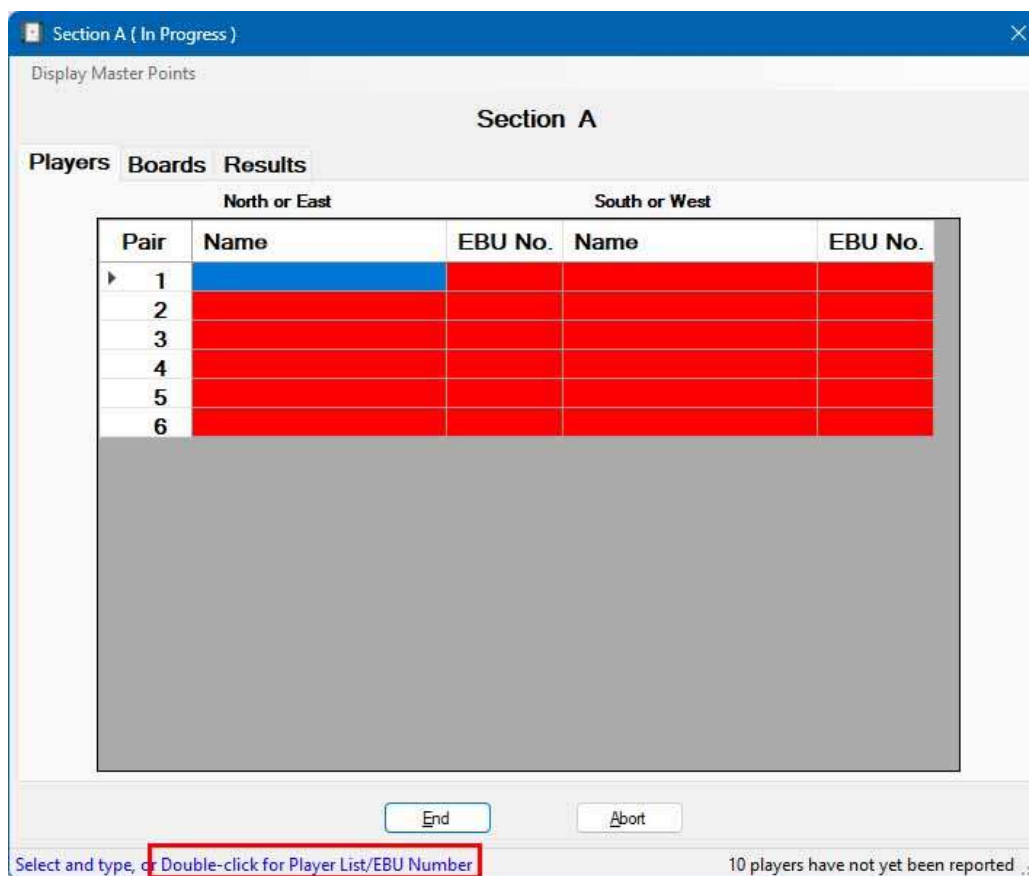 Section A ( In Progress )
Display Master Points
Section A
Players Boards Results
North or East South or West
Pair Name EBU No. Name EBU No.
1
2
3
4
5
6
End Abort
Select and type, or Double-click for Player List/EBU Number 10 players have not yet been reported